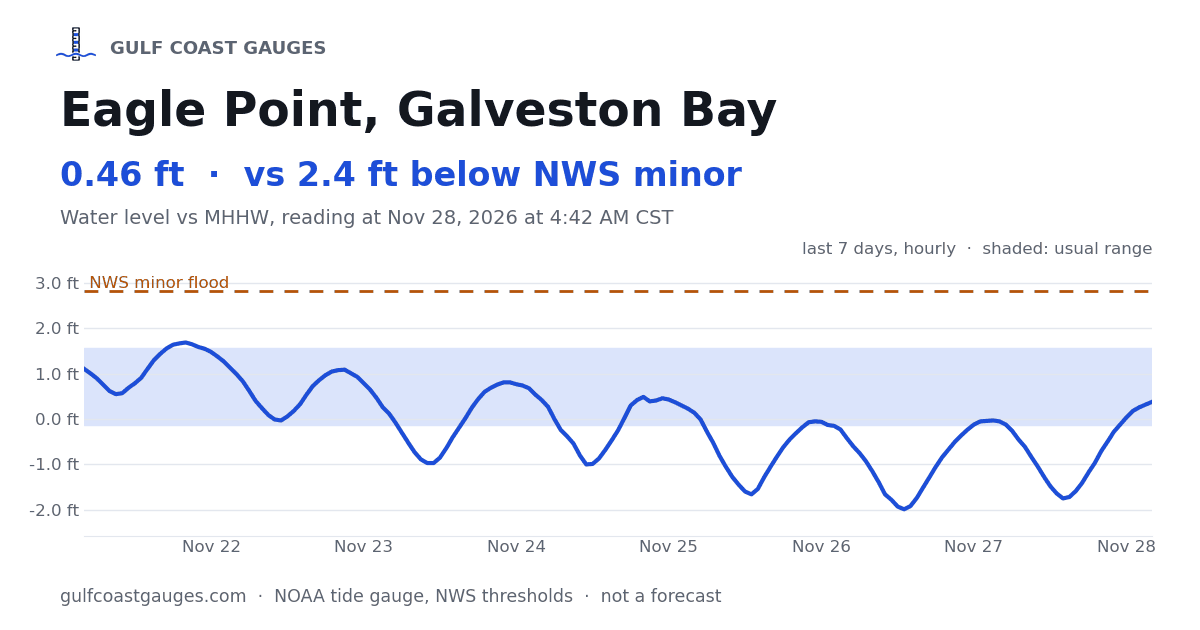 GULF COAST GAUGES
Eagle Point, Galveston Bay
0.46 ft · vs 2.4 ft below NWS minor
Water level vs MHHW, reading at Nov 28, 2026 at 4:42 AM CST
last 7 days, hourly · shaded: usual range
3.0 ft NWS minor flood
2.0 ft
1.0 ft
0.0 ft
-1.0 ft
-2.0 ft
Nov 22 Nov 23 Nov 24 Nov 25 Nov 26 Nov 27 Nov 28
gulfcoastgauges.com · NOAA tide gauge, NWS thresholds · not a forecast